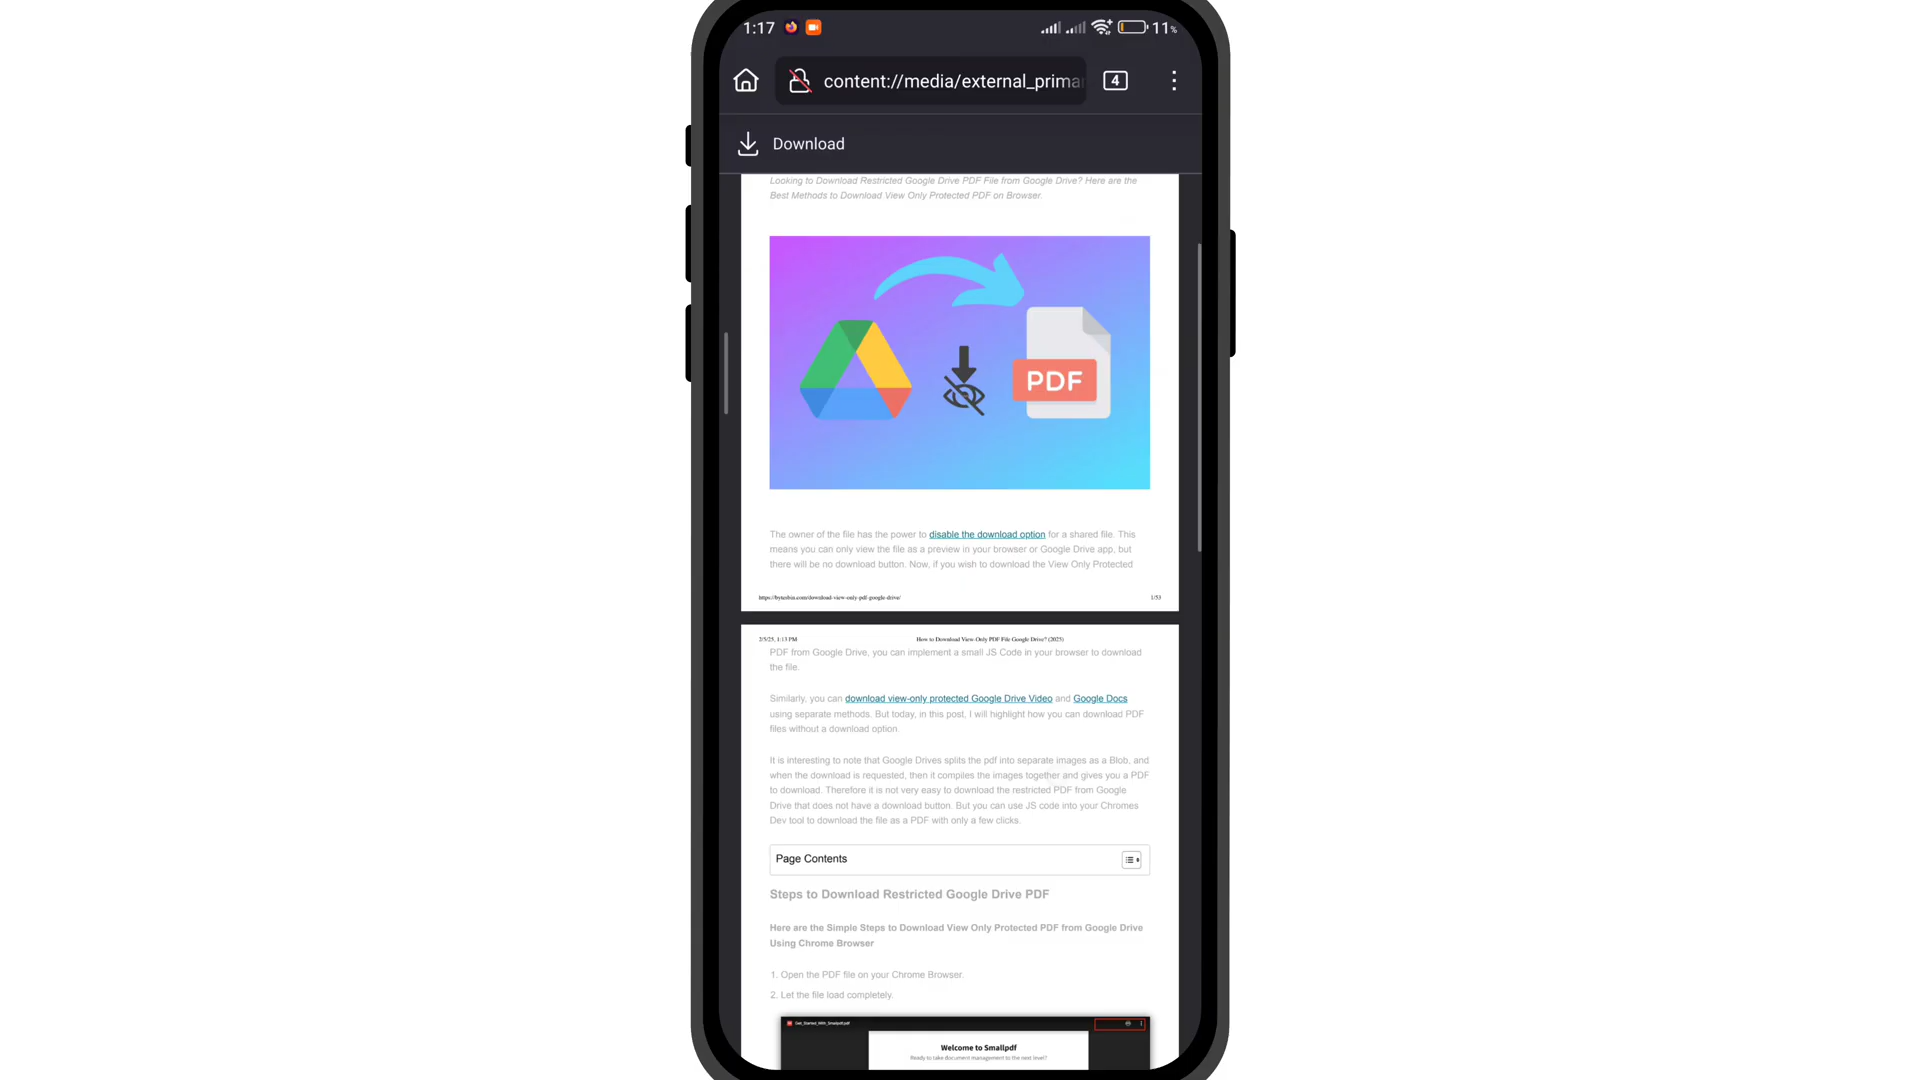 1:17
11%
content://media/external_prima
4
Download
Looking to Download Restricted Google Drive PDF File from Google Drive? Here are the
Best Methods to Download View Only Protected PDF on Browser.
PDF
The owner of the file has the power to disable the download option for a shared file. This
means you can only view the file as a preview in your browser or Google Drive app, but
there will be no download button. Now, if you wish to download the View Only Protected
https://bytesbin.com/download-view-only-pdf-google-drive/
1/53
2/5/25, 1:13 PM
How to Download View Only PDF File Google Drive? (2025)
PDF from Google Drive, you can implement a small JS Code in your browser to download
the file.
Similarly, you can download view-only protected Google Drive Video and Google Docs
using separate methods. But today, in this post, I will highlight how you can download PDF
files without a download option.
It is interesting to note that Google Drives splits the pdf into separate images as a Blob, and
when the download is requested, then it compiles the images together and gives you a PDF
to download. Therefore it is not very easy to download the restricted PDF from Google
Drive that does not have a download button. But you can use JS code into your Chromes
Dev tool to download the file as a PDF with only a few clicks.
Page Contents
Steps to Download Restricted Google Drive PDF
Here are the Simple Steps to Download View Only Protected PDF from Google Drive
Using Chrome Browser
1. Open the PDF file on your Chrome Browser.
2. Let the file load completely.
Get_Started_With_Smallpdf.pdf
Welcome to Smallpdf
Ready to take document management to the next level?